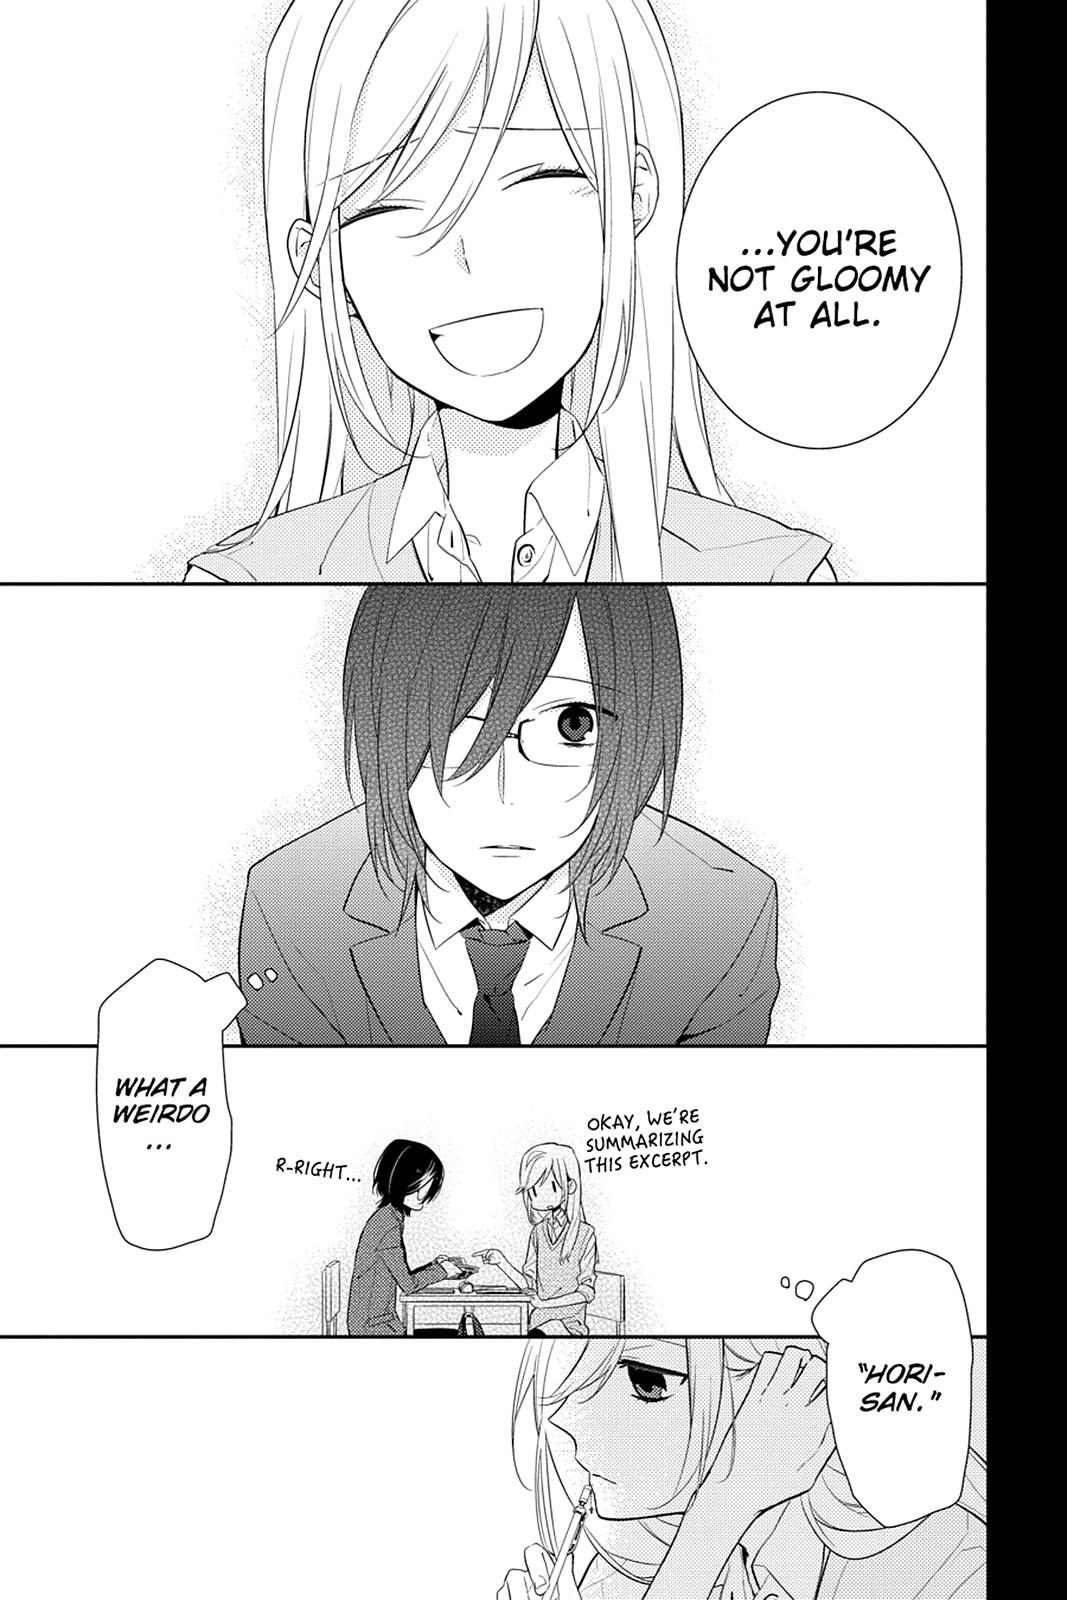 ...YOU'RE
NOT GLOOMY
AT ALL.
WHAT A
WEIRDO
...
OKAY, WE'RE
SUMMARIZING
THIS EXCERPT.
R-RIGHT...
"HORI-
SAN."